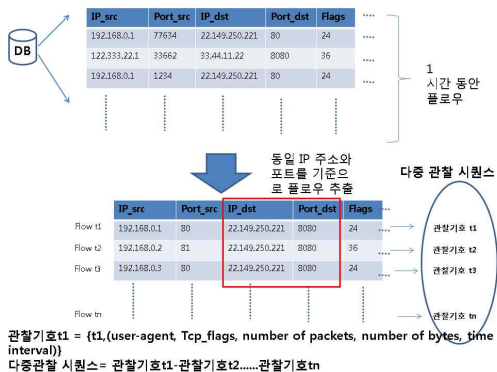 DB
IP_src Port_src IP_dst Port_dst Flags ....
192.168.0.1 77634 22.149.250.221 80 24 ....
122.333.22.1 33662 33.44.11.22 8080 36 ....
192.168.0.1 1234 22.149.250.221 80 24 ....
1
시간 동안
플로우
동일 IP 주소와
포트를 기준으
로 플로우 추출
다중 관찰 시퀀스
IP_src Port_src IP_dst Port_dst Flags ....
Flow t1 192.168.0.1 80 22.149.250.221 8080 24 .... 관찰기호 t1
Flow t2 192.168.0.2 81 22.149.250.221 8080 36 .... 관찰기호 t2
Flow t3 192.168.0.3 80 22.149.250.221 8080 24 .... 관찰기호 t3
Flow tn .... 관찰기호 tn
관찰기호t1 = {t1,(user-agent, Tcp_flags, number of packets, number of bytes, time
interval)}
다중관찰 시퀀스= 관찰기호t1-관찰기호t2......관찰기호tn